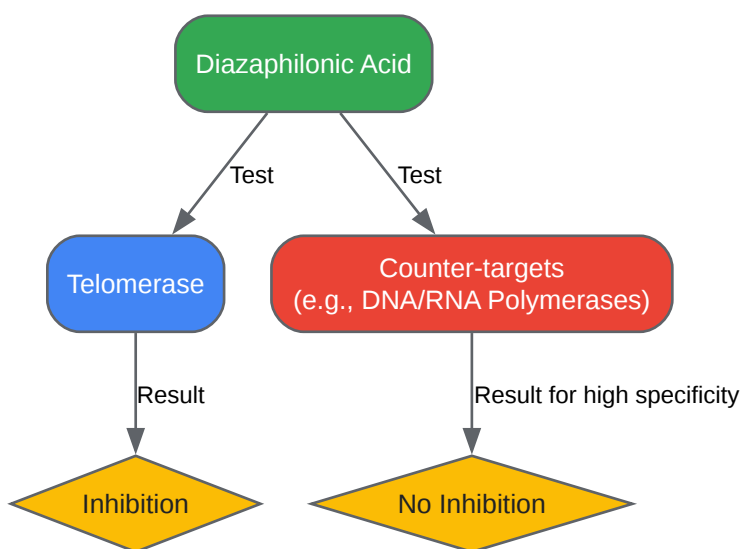 Diazaphilonic Acid
Test
Test
Telomerase
Counter-targets
(e.g., DNA/RNA Polymerases)
Result
Result for high specificity
Inhibition
No Inhibition